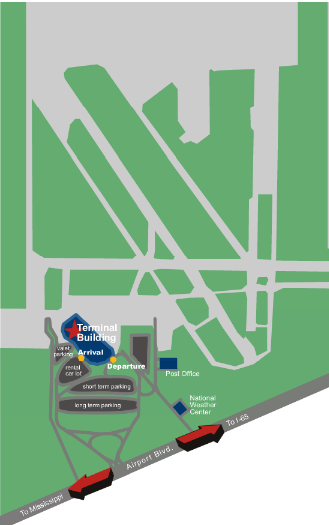 Terminal
Building
valet
parking
Arrival
Departure
rental
car lot
Post Office
short term parking
long term parking
National
Weather
Center
To I-65
Airport Blvd.
To Mississippi